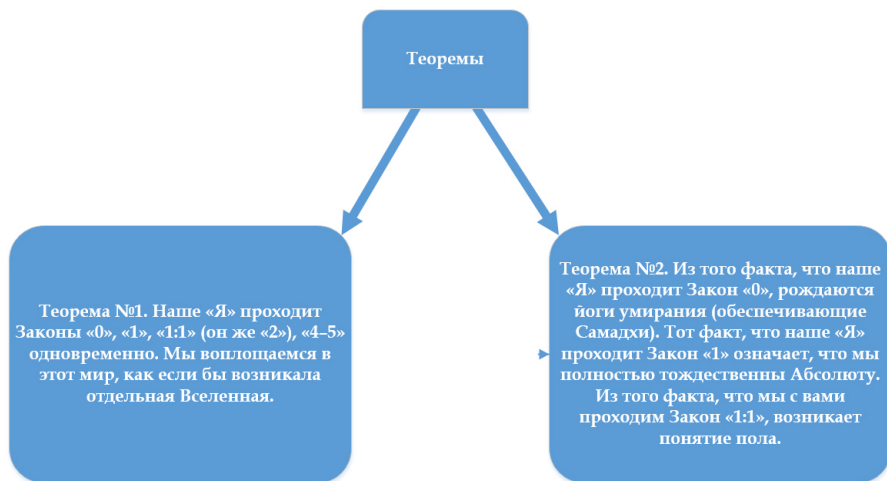 Теоремы
Теорема №1. Наше «Я» проходит
Законы «0», «1», «1:1» (он же «2»), «4–5»
одновременно. Мы воплощаемся в
этот мир, как если бы возникала
отдельная Вселенная.
Теорема №2. Из того факта, что наше
«Я» проходит Закон «0», рождаются
йоги умирания (обеспечивающие
Самадхи). Тот факт, что наше «Я»
проходит Закон «1» означает, что мы
полностью тождественны Абсолюту.
Из того факта, что мы с вами
проходим Закон «1:1», возникает
понятие пола.